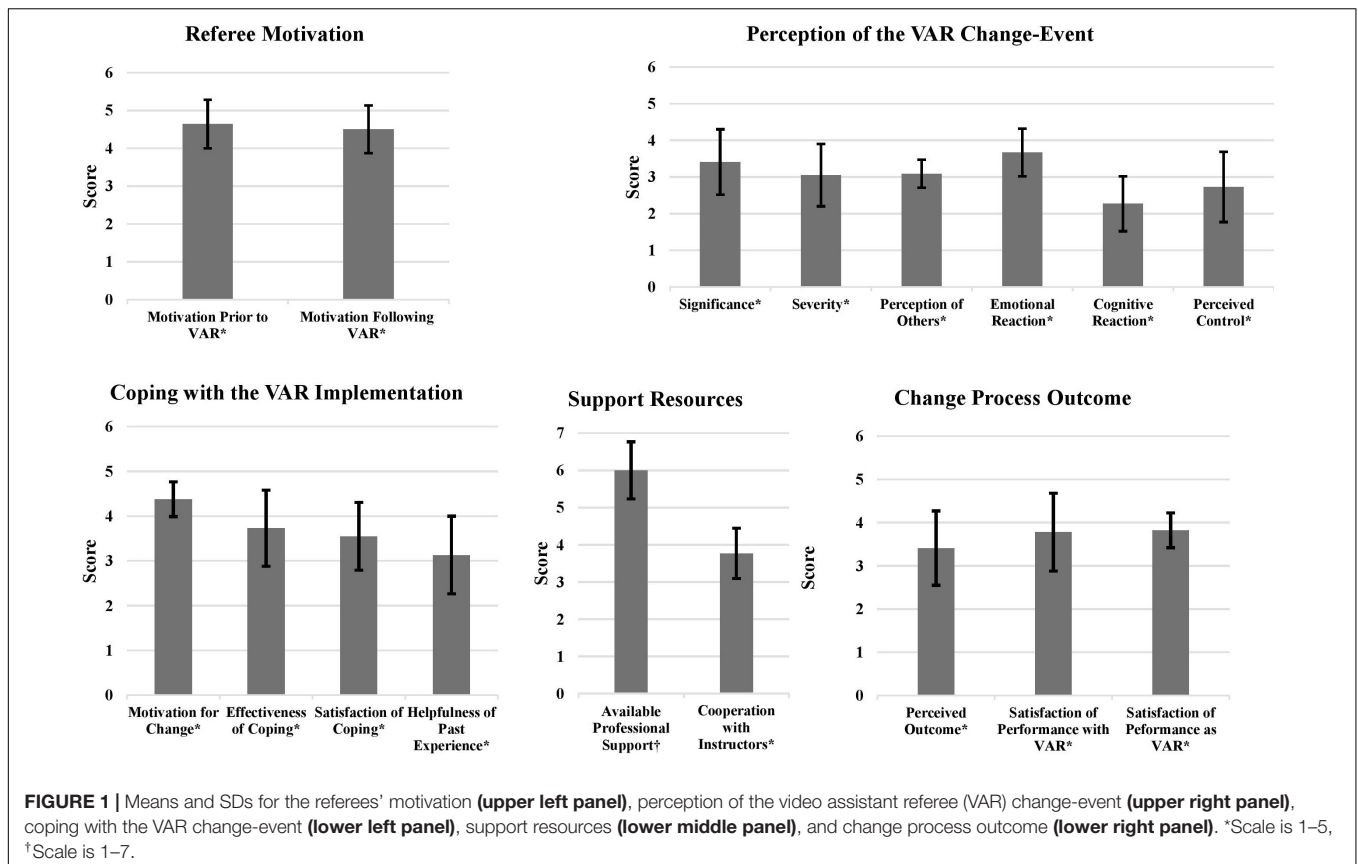 Referee Motivation
6
5
4
3
2
1
0
Score
Motivation Prior to
VAR*
Motivation Following
VAR*
Perception of the VAR Change-Event
6
5
4
3
2
1
0
Score
Significance*
Severity*
Perception of
Others*
Emotional
Reaction*
Cognitive
Reaction*
Perceived
Control*
Coping with the VAR Implementation
6
5
4
3
2
1
0
Score
Motivation for
Change*
Effectiveness
of Coping*
Satisfaction of
Coping*
Helpfulness of
Past
Experience*
Support Resources
7
6
5
4
3
2
1
0
Score
Available
Professional
Support†
Cooperation
with
Instructors*
Change Process Outcome
6
5
4
3
2
1
0
Score
Perceived
Outcome*
Satisfaction of
Performance with
VAR*
Satisfaction of
Peformance as
VAR*
FIGURE 1 | Means and SDs for the referees' motivation (upper left panel), perception of the video assistant referee (VAR) change-event (upper right panel),
coping with the VAR change-event (lower left panel), support resources (lower middle panel), and change process outcome (lower right panel). *Scale is 1–5,
†Scale is 1–7.